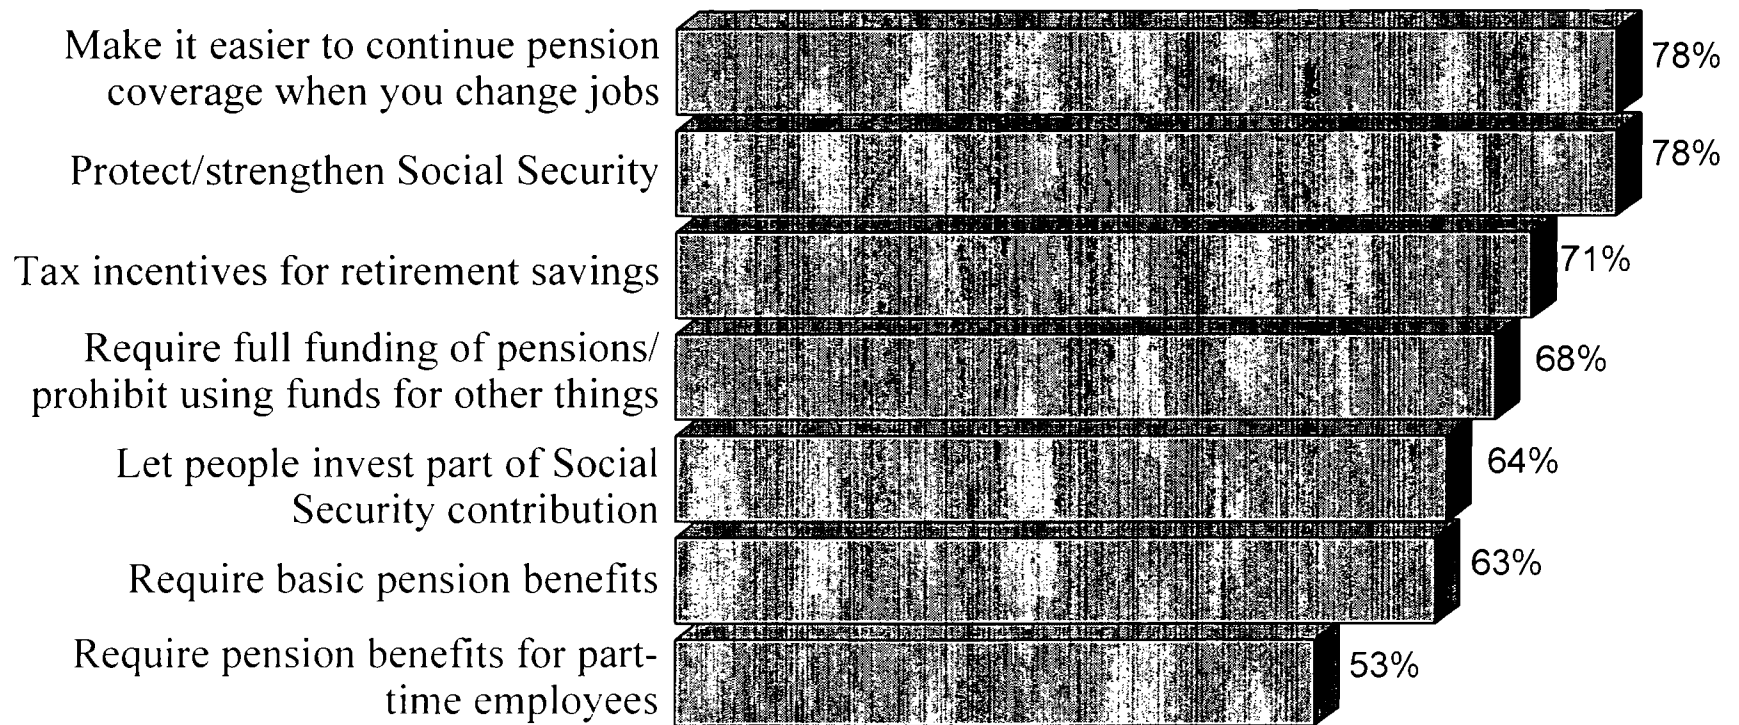 Make it easier to continue pension
coverage when you change jobs
78%
Protect/strengthen Social Security
78%
Tax incentives for retirement savings
71%
Require full funding of pensions/
prohibit using funds for other things
68%
Let people invest part of Social
Security contribution
64%
Require basic pension benefits
63%
Require pension benefits for part-
time employees
53%